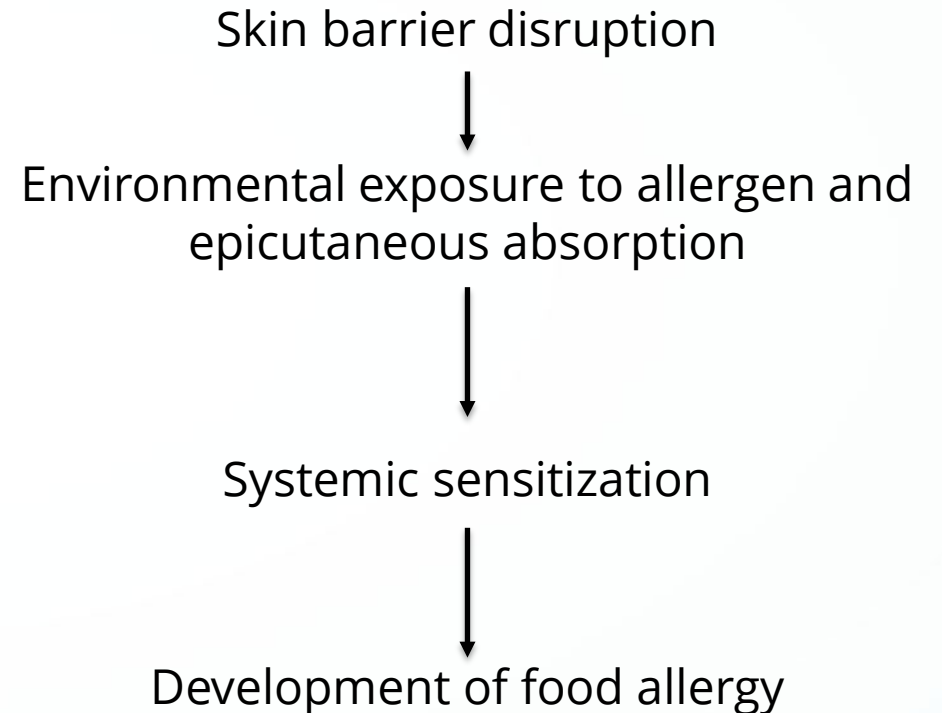 Skin barrier disruption
Environmental exposure to allergen and
epicutaneous absorption
Systemic sensitization
Development of food allergy